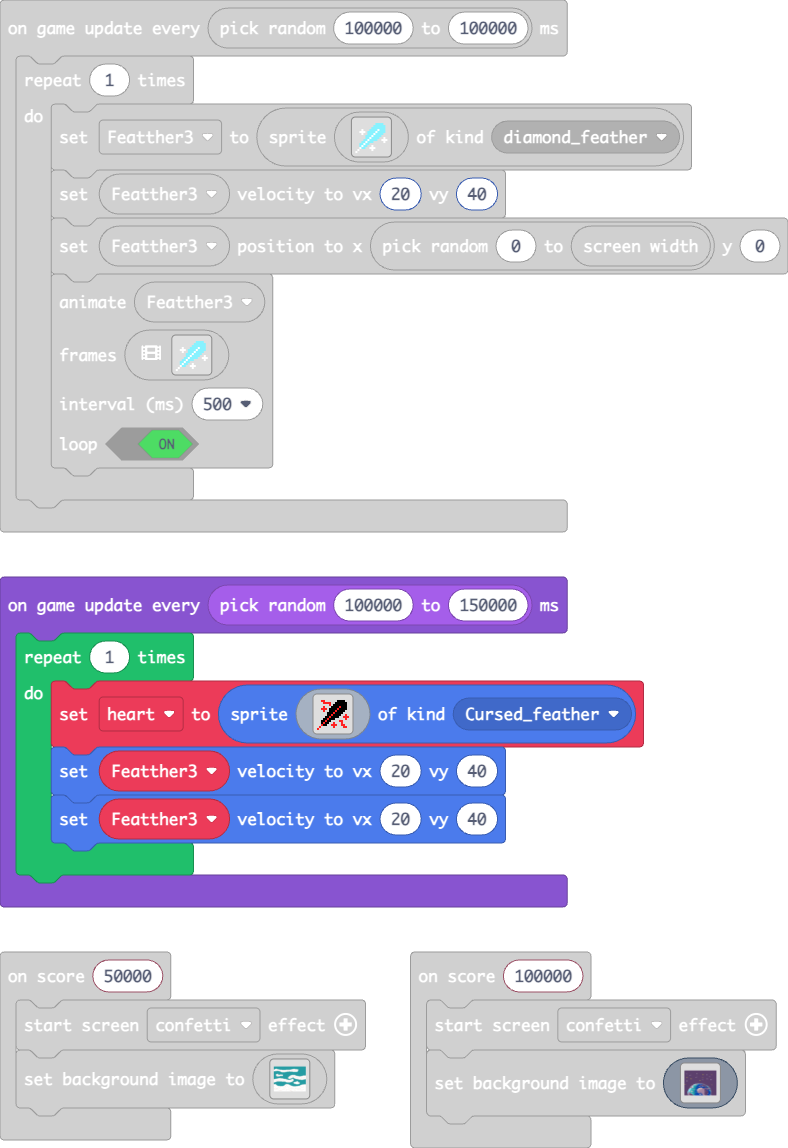 on game update every pick random 100000 to 100000 ms
repeat 1 times
do
set Featther3 to sprite of kind diamond_feather
set Featther3 velocity to vx 20 vy 40
set Featther3 position to x pick random 0 to screen width y 0
animate Featther3
frames
interval (ms) 500
loop ON
on game update every pick random 100000 to 150000 ms
repeat 1 times
do
set heart to sprite of kind Cursed_feather
set Featther3 velocity to vx 20 vy 40
set Featther3 velocity to vx 20 vy 40
on score 50000
start screen confetti effect
set background image to
on score 100000
start screen confetti effect
set background image to